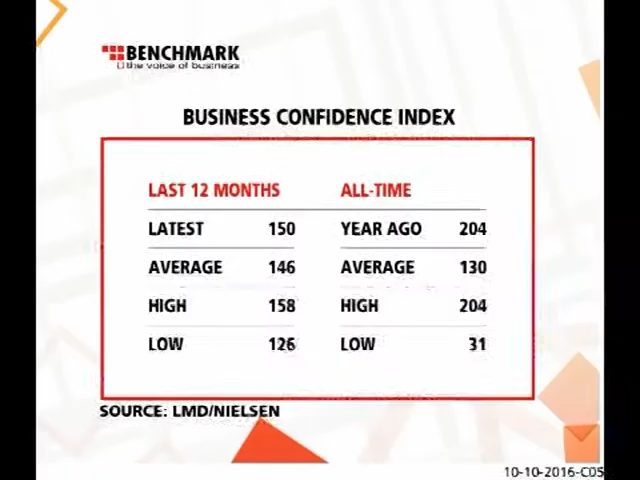 BENCHMARK
the voice of business
BUSINESS CONFIDENCE INDEX
LAST 12 MONTHS ALL-TIME
LATEST 150 YEAR AGO 204
AVERAGE 146 AVERAGE 130
HIGH 158 HIGH 204
LOW 126 LOW 31
SOURCE: LMD/NIELSEN
10-10-2016-C05